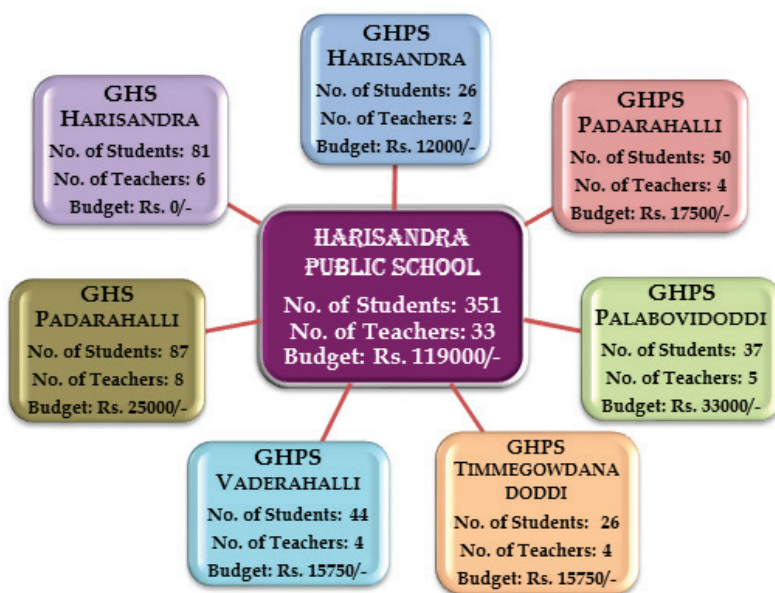 GHPS
HARISANDRA
No. of Students: 26
No. of Teachers: 2
Budget: Rs. 12000/-
GHS
HARISANDRA
No. of Students: 81
No. of Teachers: 6
Budget: Rs. 0/-
GHPS
PADARAHALLI
No. of Students: 50
No. of Teachers: 4
Budget: Rs. 17500/-
HARISANDRA
PUBLIC SCHOOL
No. of Students: 351
No. of Teachers: 33
Budget: Rs. 119000/-
GHS
PADARAHALLI
No. of Students: 87
No. of Teachers: 8
Budget: Rs. 25000/-
GHPS
PALABOVIDODDI
No. of Students: 37
No. of Teachers: 5
Budget: Rs. 33000/-
GHPS
VADERAHALLI
No. of Students: 44
No. of Teachers: 4
Budget: Rs. 15750/-
GHPS
TIMMEGOWDANA
DODDI
No. of Students: 26
No. of Teachers: 4
Budget: Rs. 15750/-